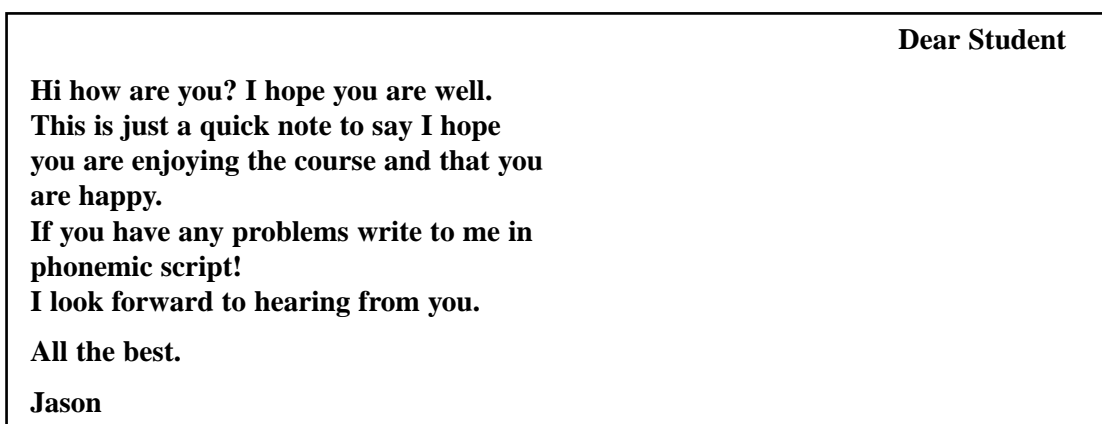 Dear Student
Hi how are you? I hope you are well.
This is just a quick note to say I hope
you are enjoying the course and that you
are happy.
If you have any problems write to me in
phonemic script!
I look forward to hearing from you.
All the best.
Jason